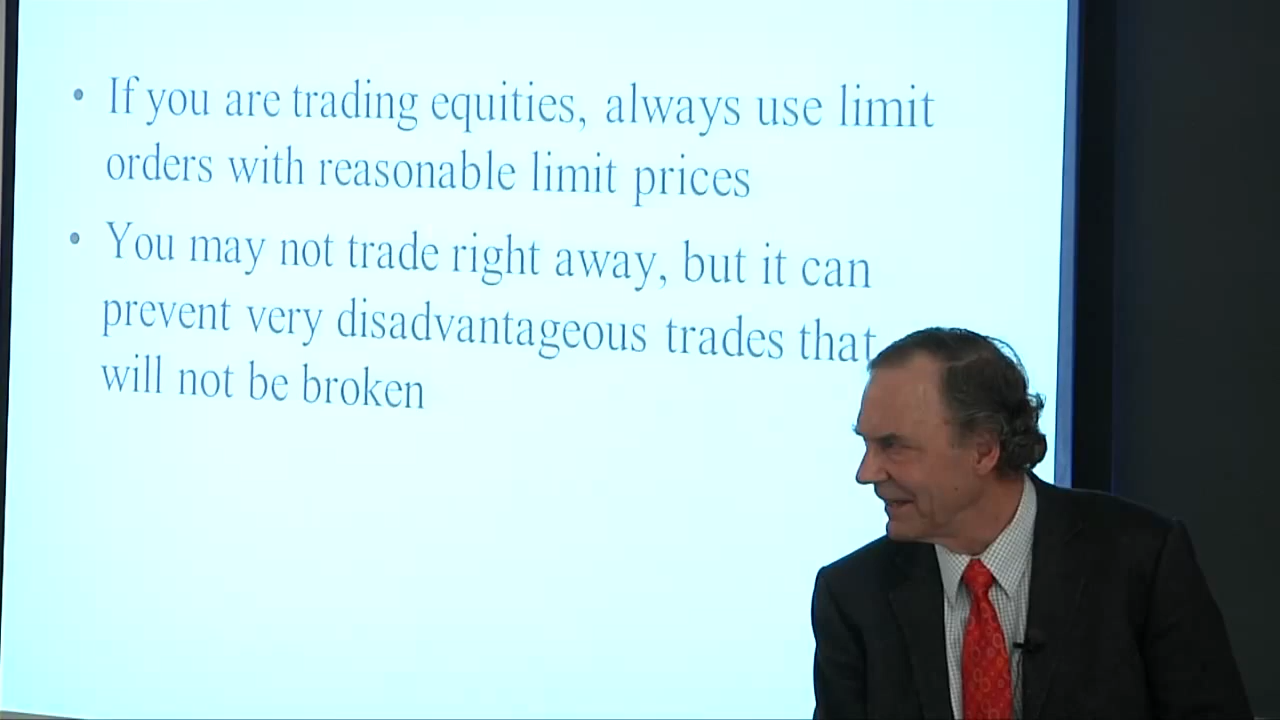 • If you are trading equities, always use limit
orders with reasonable limit prices
• You may not trade right away, but it can
prevent very disadvantageous trades that
will not be broken